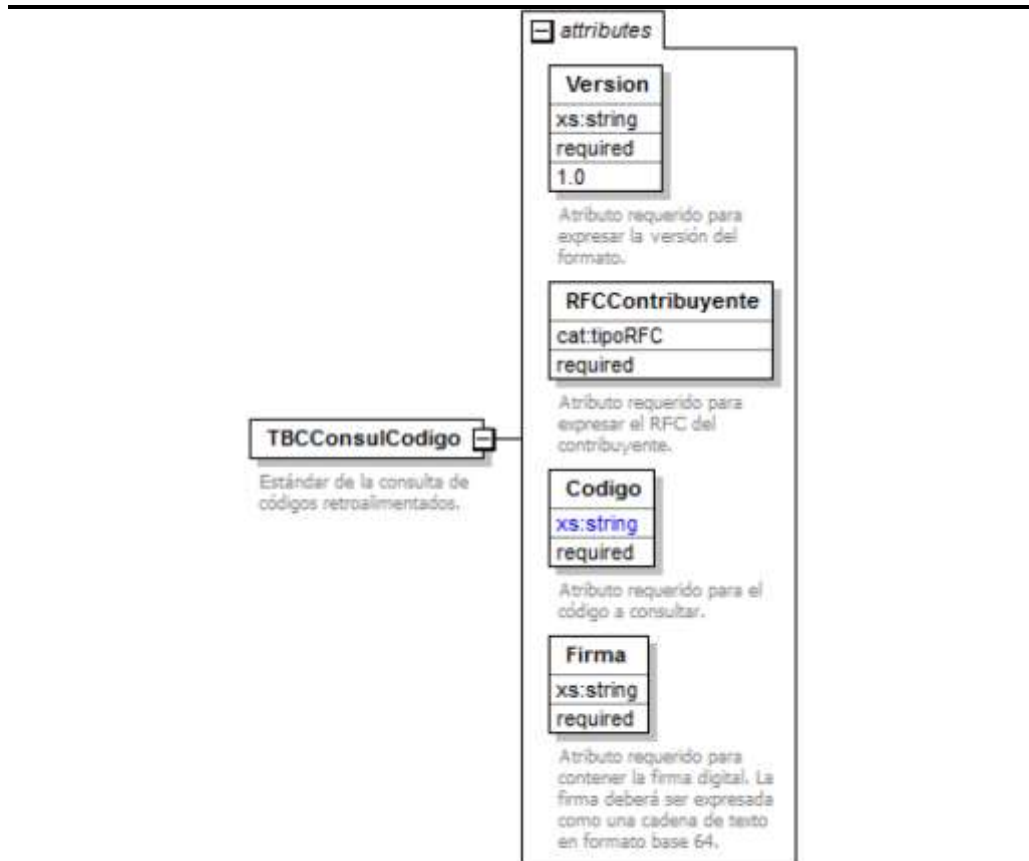 attributes
Version
xs:string
required
1.0
Atributo requerido para
expresar la versión del
formato.
RFCContribuyente
cat:tipoRFC
required
Atributo requerido para
expresar el RFC del
contribuyente.
TBCConsulCodigo
Estándar de la consulta de
códigos retroalimentados.
Codigo
xs:string
required
Atributo requerido para el
código a consultar.
Firma
xs:string
required
Atributo requerido para
contener la firma digital. La
firma deberá ser expresada
como una cadena de texto
en formato base 64.